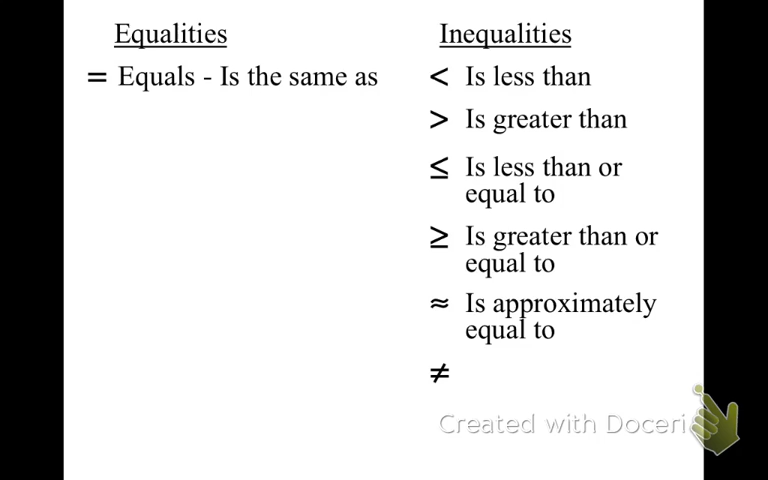 Equalities
= Equals - Is the same as
Inequalities
< Is less than
> Is greater than
≤ Is less than or
equal to
≥ Is greater than or
equal to
≈ Is approximately
equal to
≠
Created with Doceri